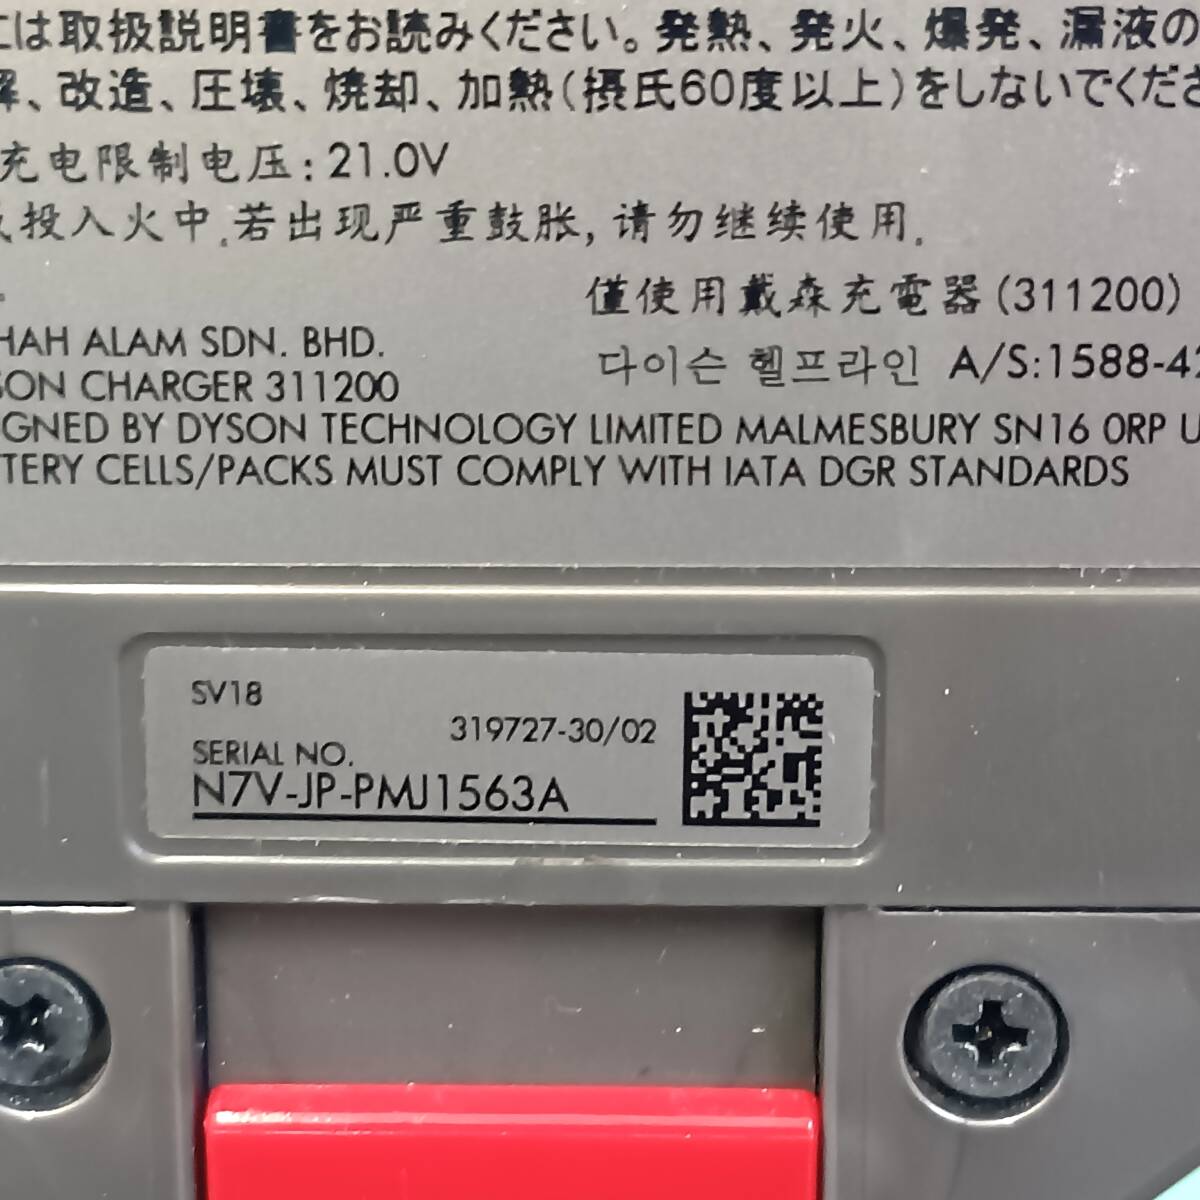 は取扱説明書をお読みください。発熱、発火、爆発、漏液の
解、改造、圧壊、焼却、加熱(摂氏60度以上)をしないでくださ
充电限制电压:21.0V
投入火中.若出现严重鼓胀,请勿继续使用.
僅使用戴森充電器(311200)
HAH ALAM SDN. BHD.
다이슨 헬프라인 A/S:1588-42
SON CHARGER 311200
GNED BY DYSON TECHNOLOGY LIMITED MALMESBURY SN16 0RP U
TERY CELLS/PACKS MUST COMPLY WITH IATA DGR STANDARDS
SV18
319727-30/02
SERIAL NO.
N7V-JP-PMJ1563A